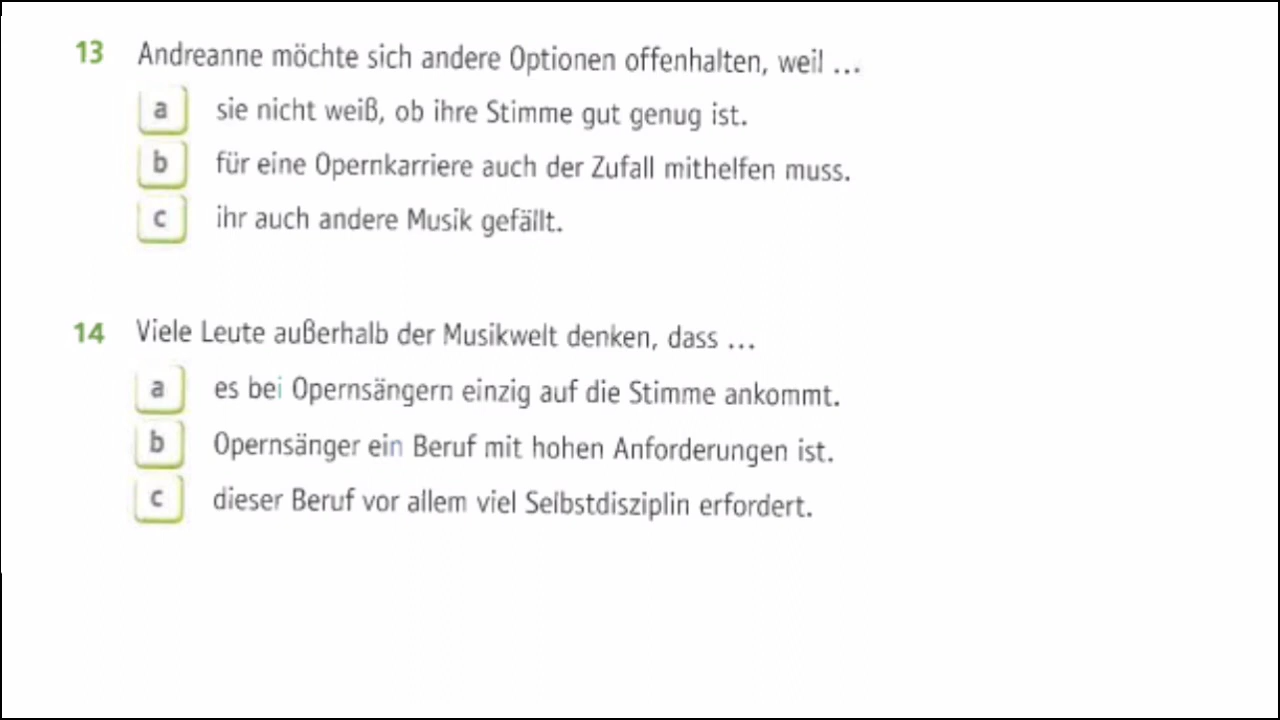 13 Andreanne möchte sich andere Optionen offenhalten, weil ...
a sie nicht weiß, ob ihre Stimme gut genug ist.
b für eine Opernkarriere auch der Zufall mithelfen muss.
c ihr auch andere Musik gefällt.
14 Viele Leute außerhalb der Musikwelt denken, dass ...
a es bei Opernsängern einzig auf die Stimme ankommt.
b Opernsänger ein Beruf mit hohen Anforderungen ist.
c dieser Beruf vor allem viel Selbstdisziplin erfordert.